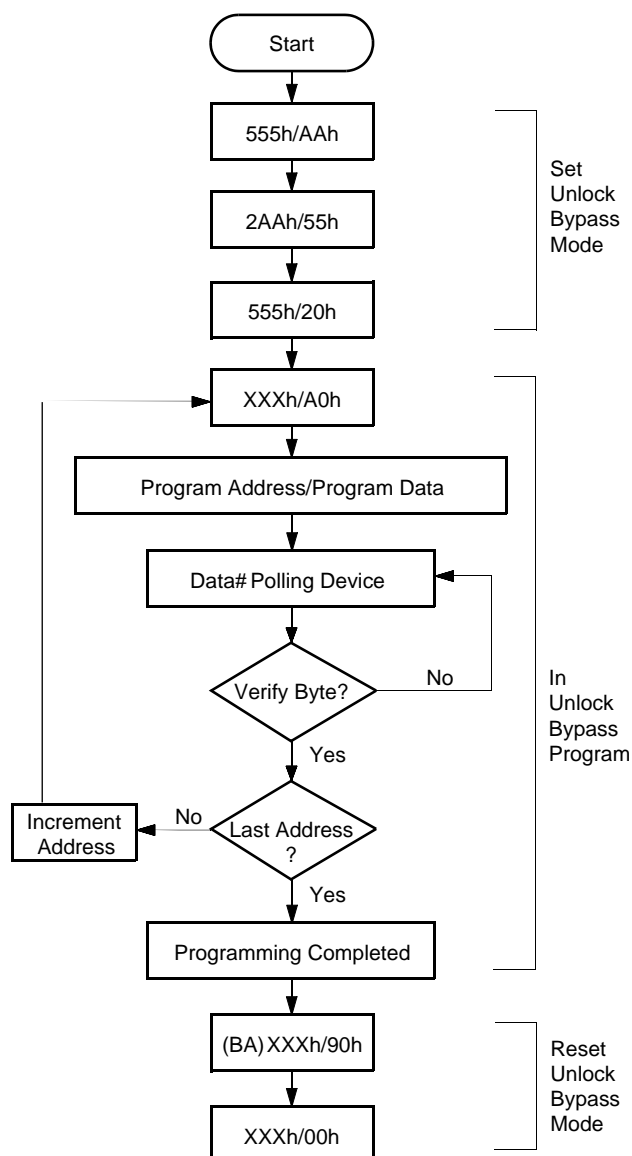 Start
555h/AAh
2AAh/55h
555h/20h
Set
Unlock
Bypass
Mode
XXXh/A0h
Program Address/Program Data
Data# Polling Device
Verify Byte?
No
Yes
In
Unlock
Bypass
Program
Increment
Address
No
Last Address
?
Yes
Programming Completed
(BA) XXXh/90h
XXXh/00h
Reset
Unlock
Bypass
Mode